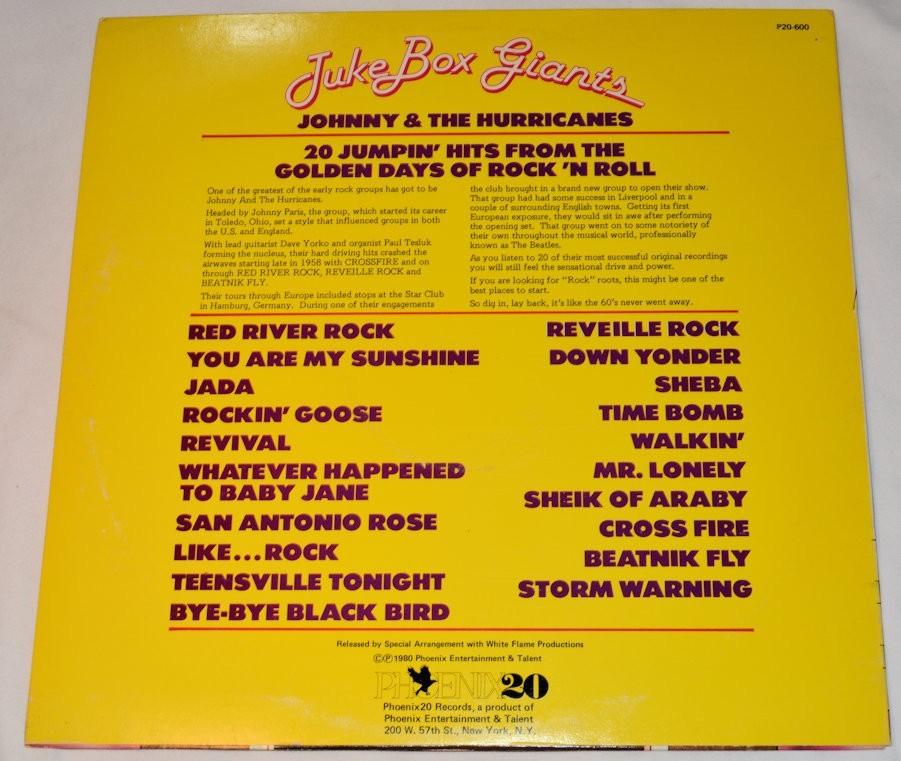 P20-600
Juke Box Giants
JOHNNY & THE HURRICANES
20 JUMPIN' HITS FROM THE
GOLDEN DAYS OF ROCK 'N ROLL
One of the greatest of the early rock groups has got to be
Johnny And The Hurricanes.
Headed by Johnny Paris, the group, which started its career
in Toledo, Ohio, set a style that influenced groups in both
the U.S. and England.
With lead guitarist Dave Yorko and organist Paul Tesluk
forming the nucleus, their hard driving hits crashed the
airwaves starting late in 1958 with CROSSFIRE and on
through RED RIVER ROCK, REVEILLE ROCK and
BEATNIK FLY.
Their tours through Europe included stops at the Star Club
in Hamburg, Germany. During one of their engagements
the club brought in a brand new group to open their show.
That group had had some success in Liverpool and in a
couple of surrounding English towns. Getting its first
European exposure, they would sit in awe after performing
the opening set. That group went on to some notoriety of
their own throughout the musical world, professionally
known as The Beatles.
As you listen to 20 of their most successful original recordings
you will still feel the sensational drive and power.
If you are looking for "Rock" roots, this might be one of the
best places to start.
So dig in, lay back, it's like the 60's never went away.
RED RIVER ROCK
YOU ARE MY SUNSHINE
JADA
ROCKIN' GOOSE
REVIVAL
WHATEVER HAPPENED
TO BABY JANE
SAN ANTONIO ROSE
LIKE...ROCK
TEENSVILLE TONIGHT
BYE-BYE BLACK BIRD
REVEILLE ROCK
DOWN YONDER
SHEBA
TIME BOMB
WALKIN'
MR. LONELY
SHEIK OF ARABY
CROSS FIRE
BEATNIK FLY
STORM WARNING
Released by Special Arrangement with White Flame Productions
©℗1980 Phoenix Entertainment & Talent
PHOENIX20
Phoenix20 Records, a product of
Phoenix Entertainment & Talent
200 W. 57th St., New York, N.Y.